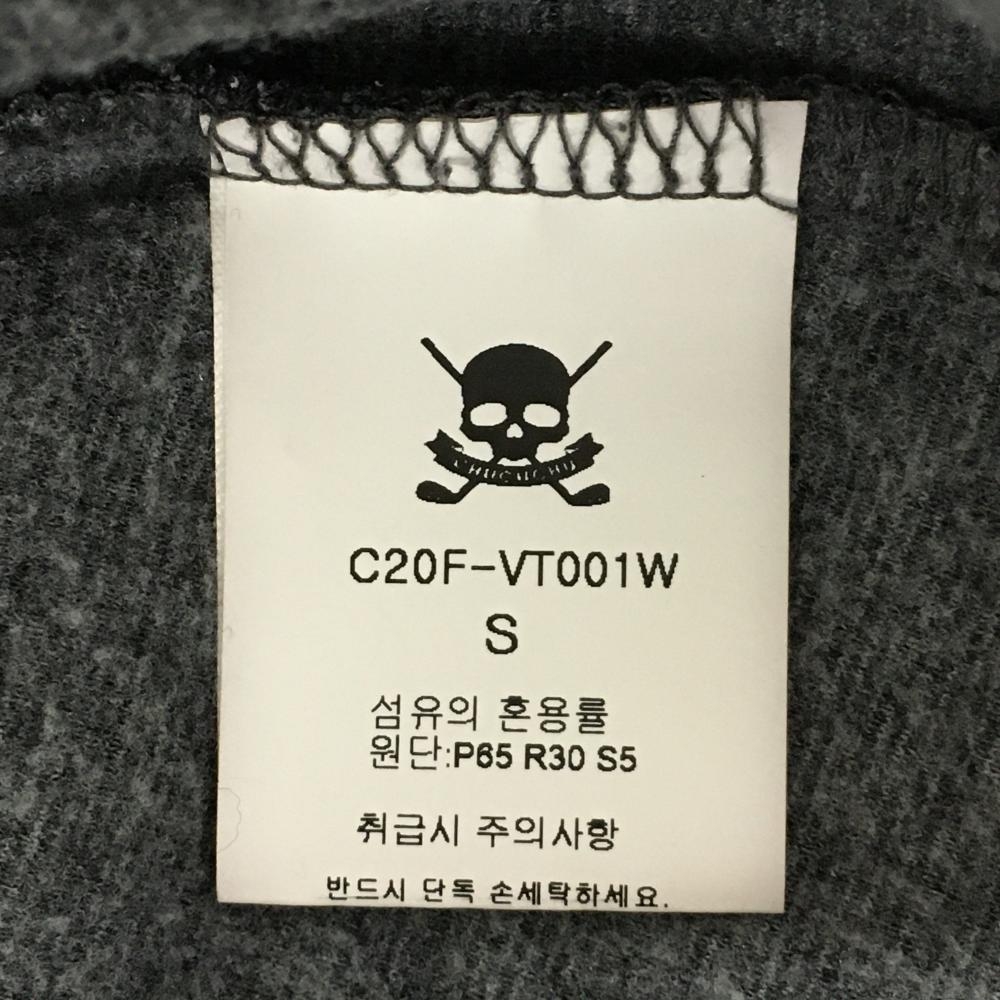 CHUCUCHU
C20F-VT001W
S
섬유의 혼용률
원단:P65 R30 S5
취급시 주의사항
반드시 단독 손세탁하세요.